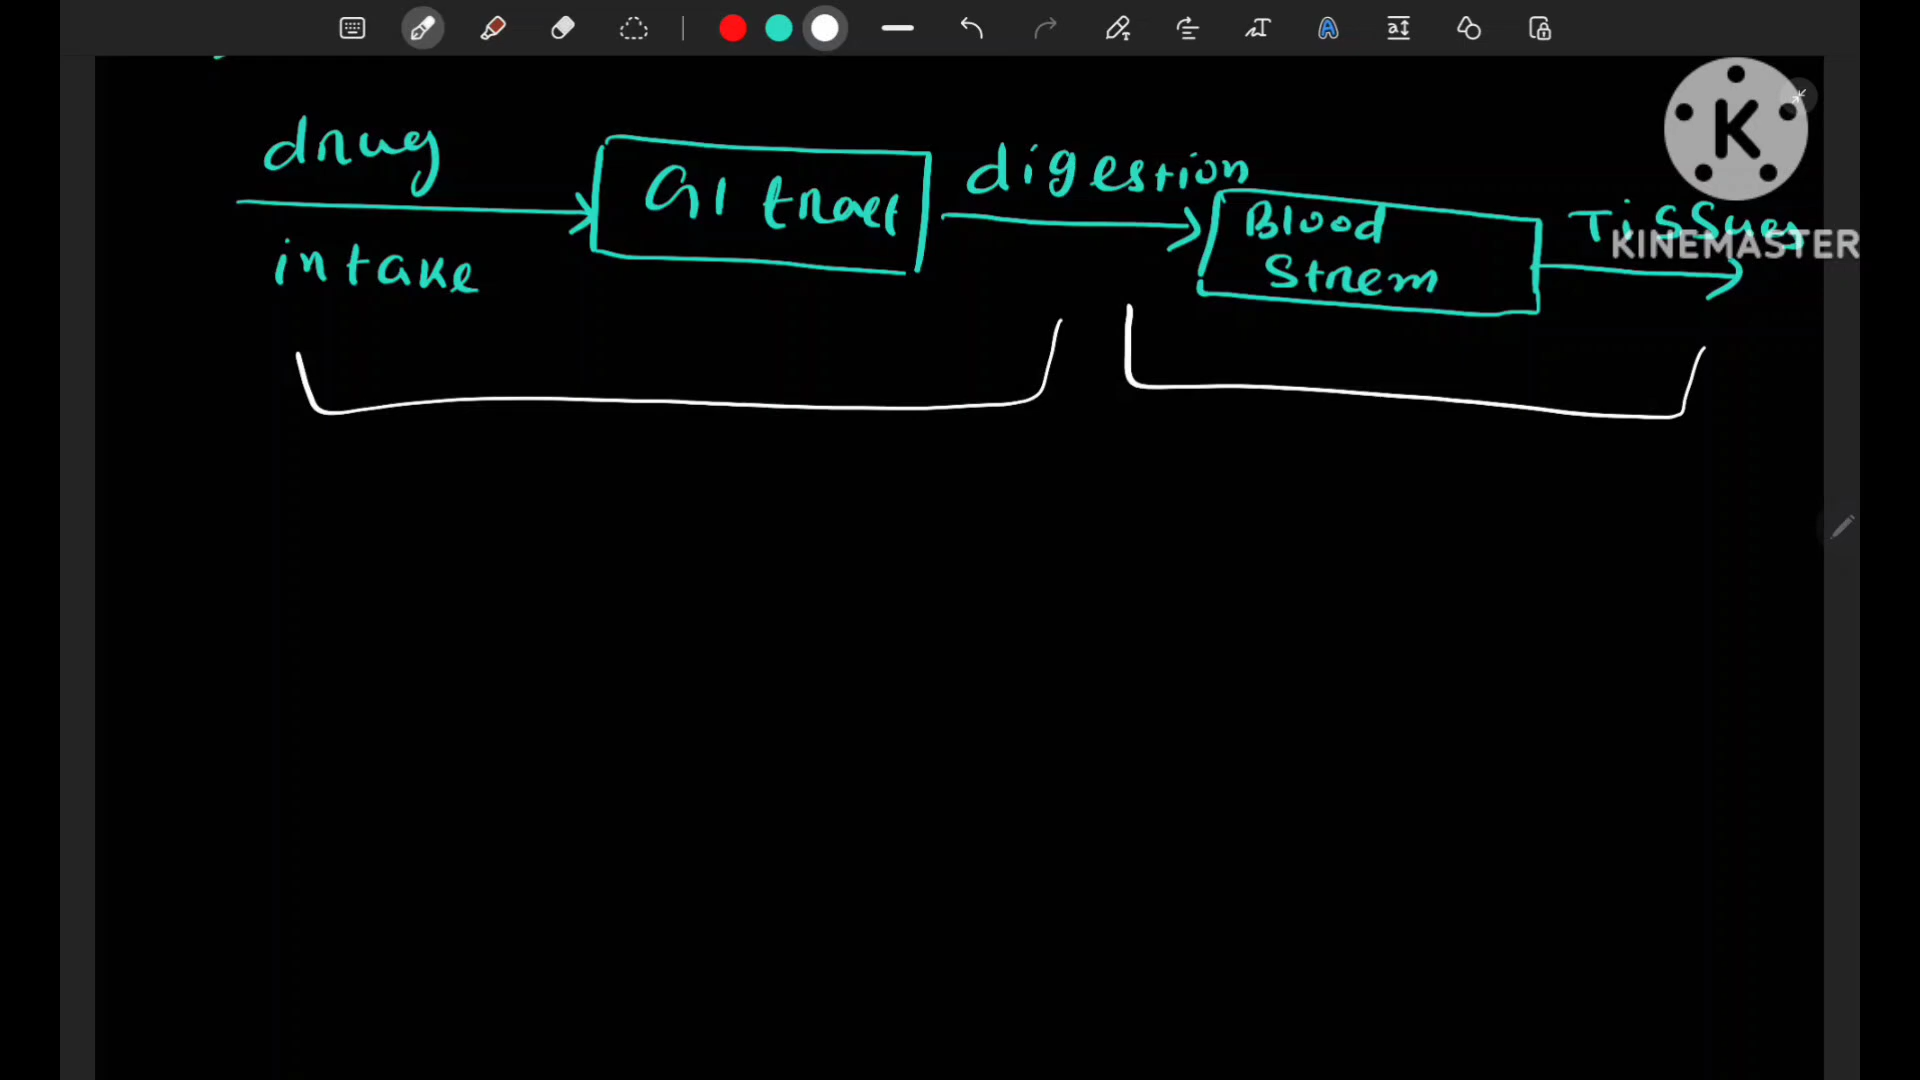 drug
intake
GI tract
digestion
Blood
Strem
Tissues
K
KINEMASTER